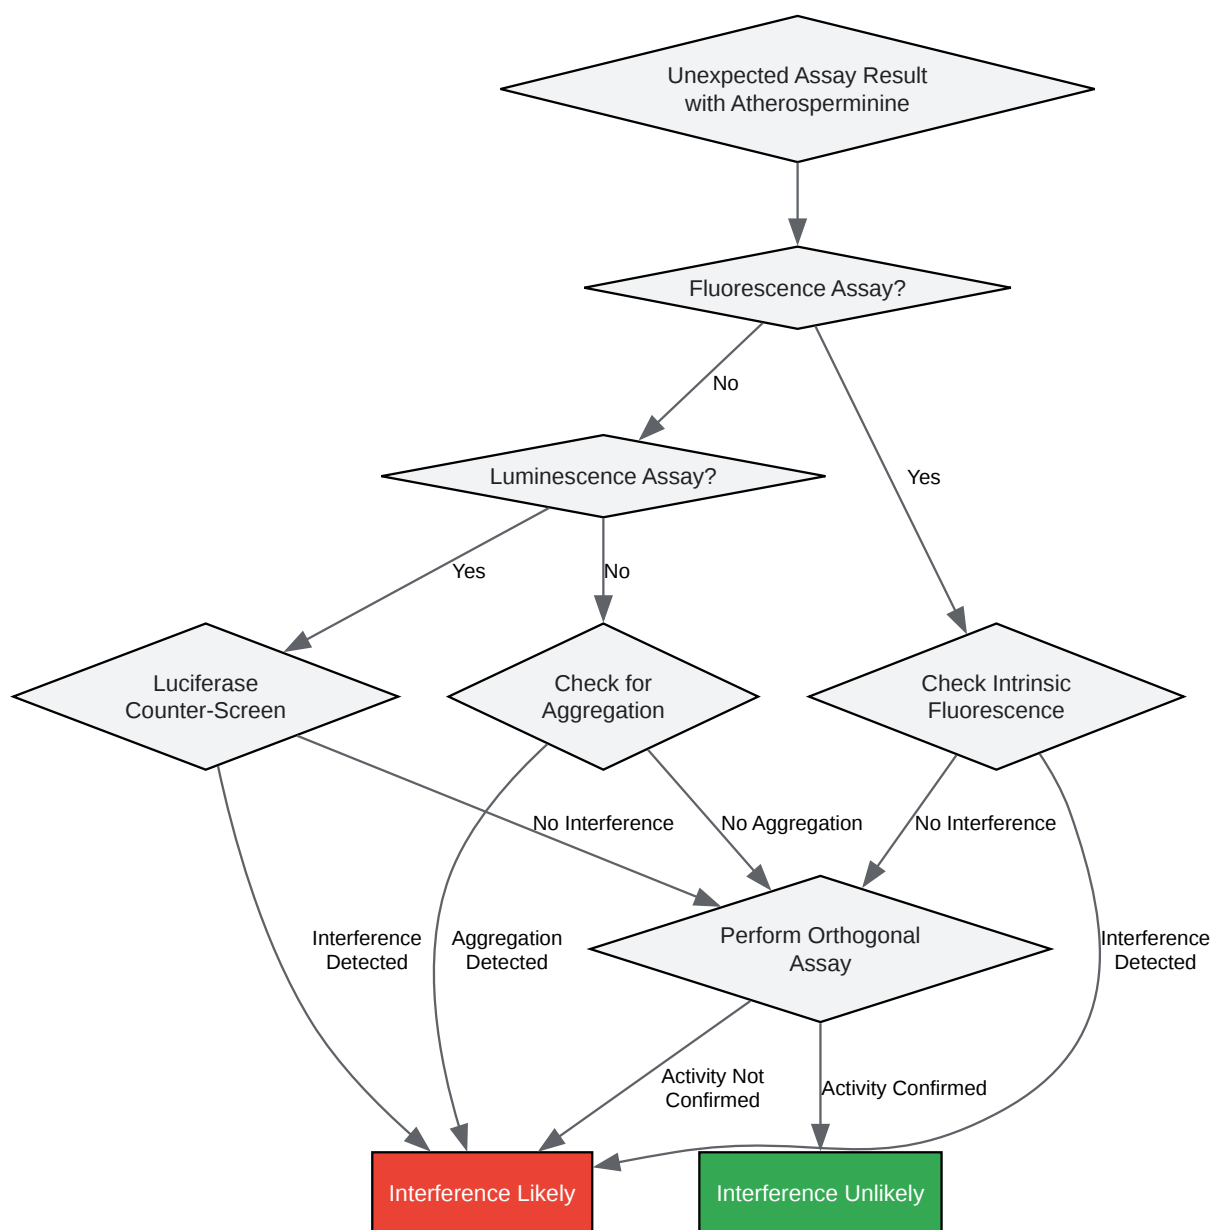 Unexpected Assay Result
with Atherosperminine
Fluorescence Assay?
No
Luminescence Assay?
Yes
Yes
No
Luciferase
Counter-Screen
Check for
Aggregation
Check Intrinsic
Fluorescence
No Interference
No Aggregation
No Interference
Interference
Detected
Aggregation
Detected
Perform Orthogonal
Assay
Interference
Detected
Activity Not
Confirmed
Activity Confirmed
Interference Likely
Interference Unlikely